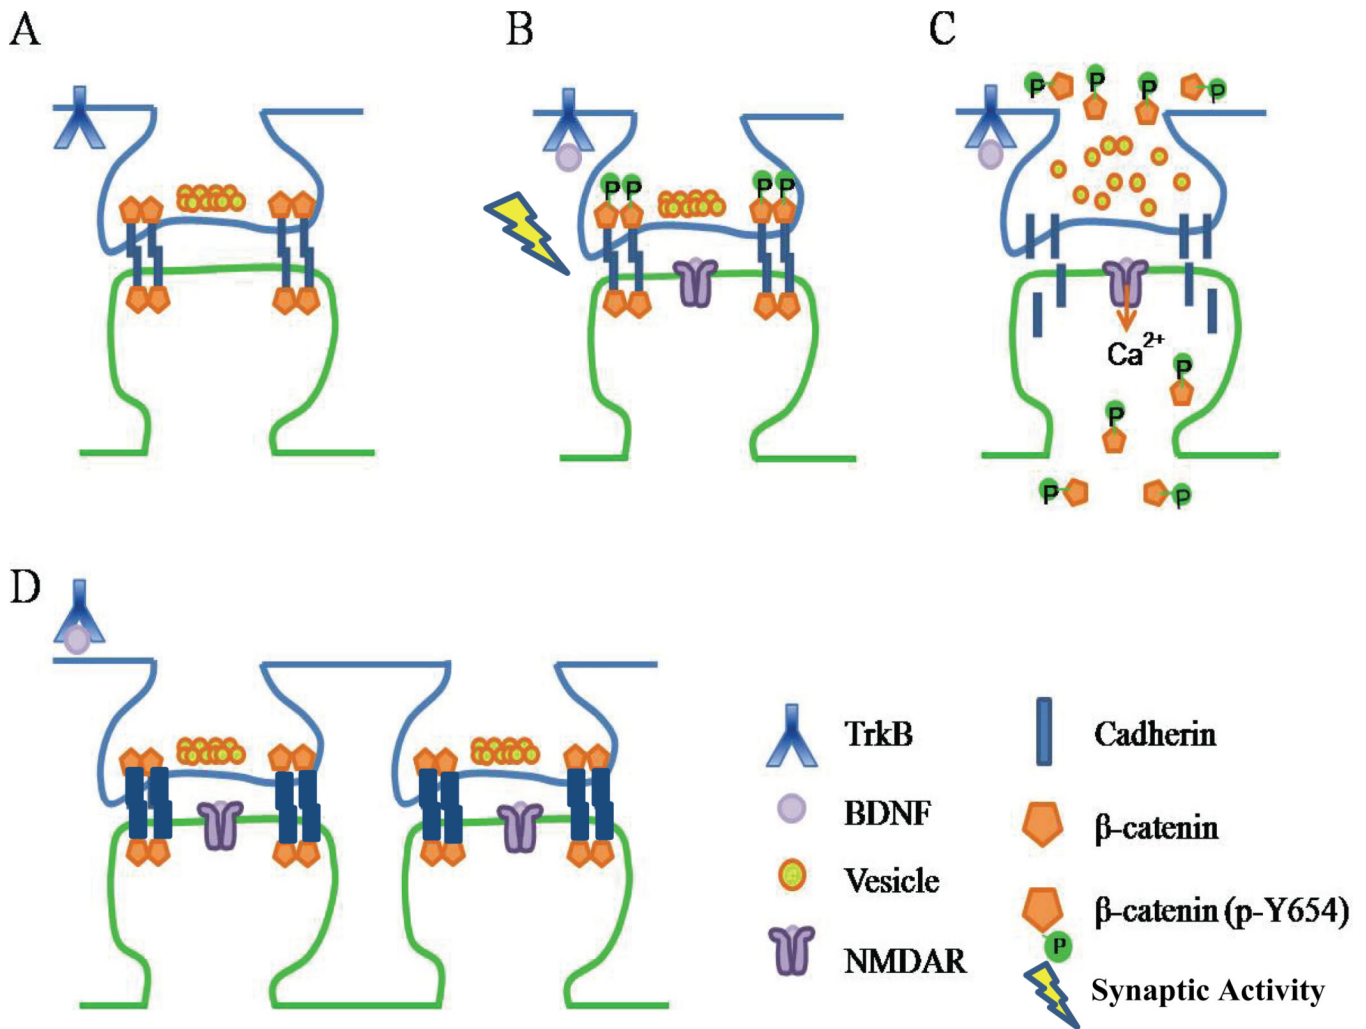 A
B
C
P
P
P
P
P
P
P P
P P
Ca2+
P
P
P
P
D
TrkB
Cadherin
BDNF
β-catenin
Vesicle
β-catenin (p-Y654)
P
NMDAR
Synaptic Activity